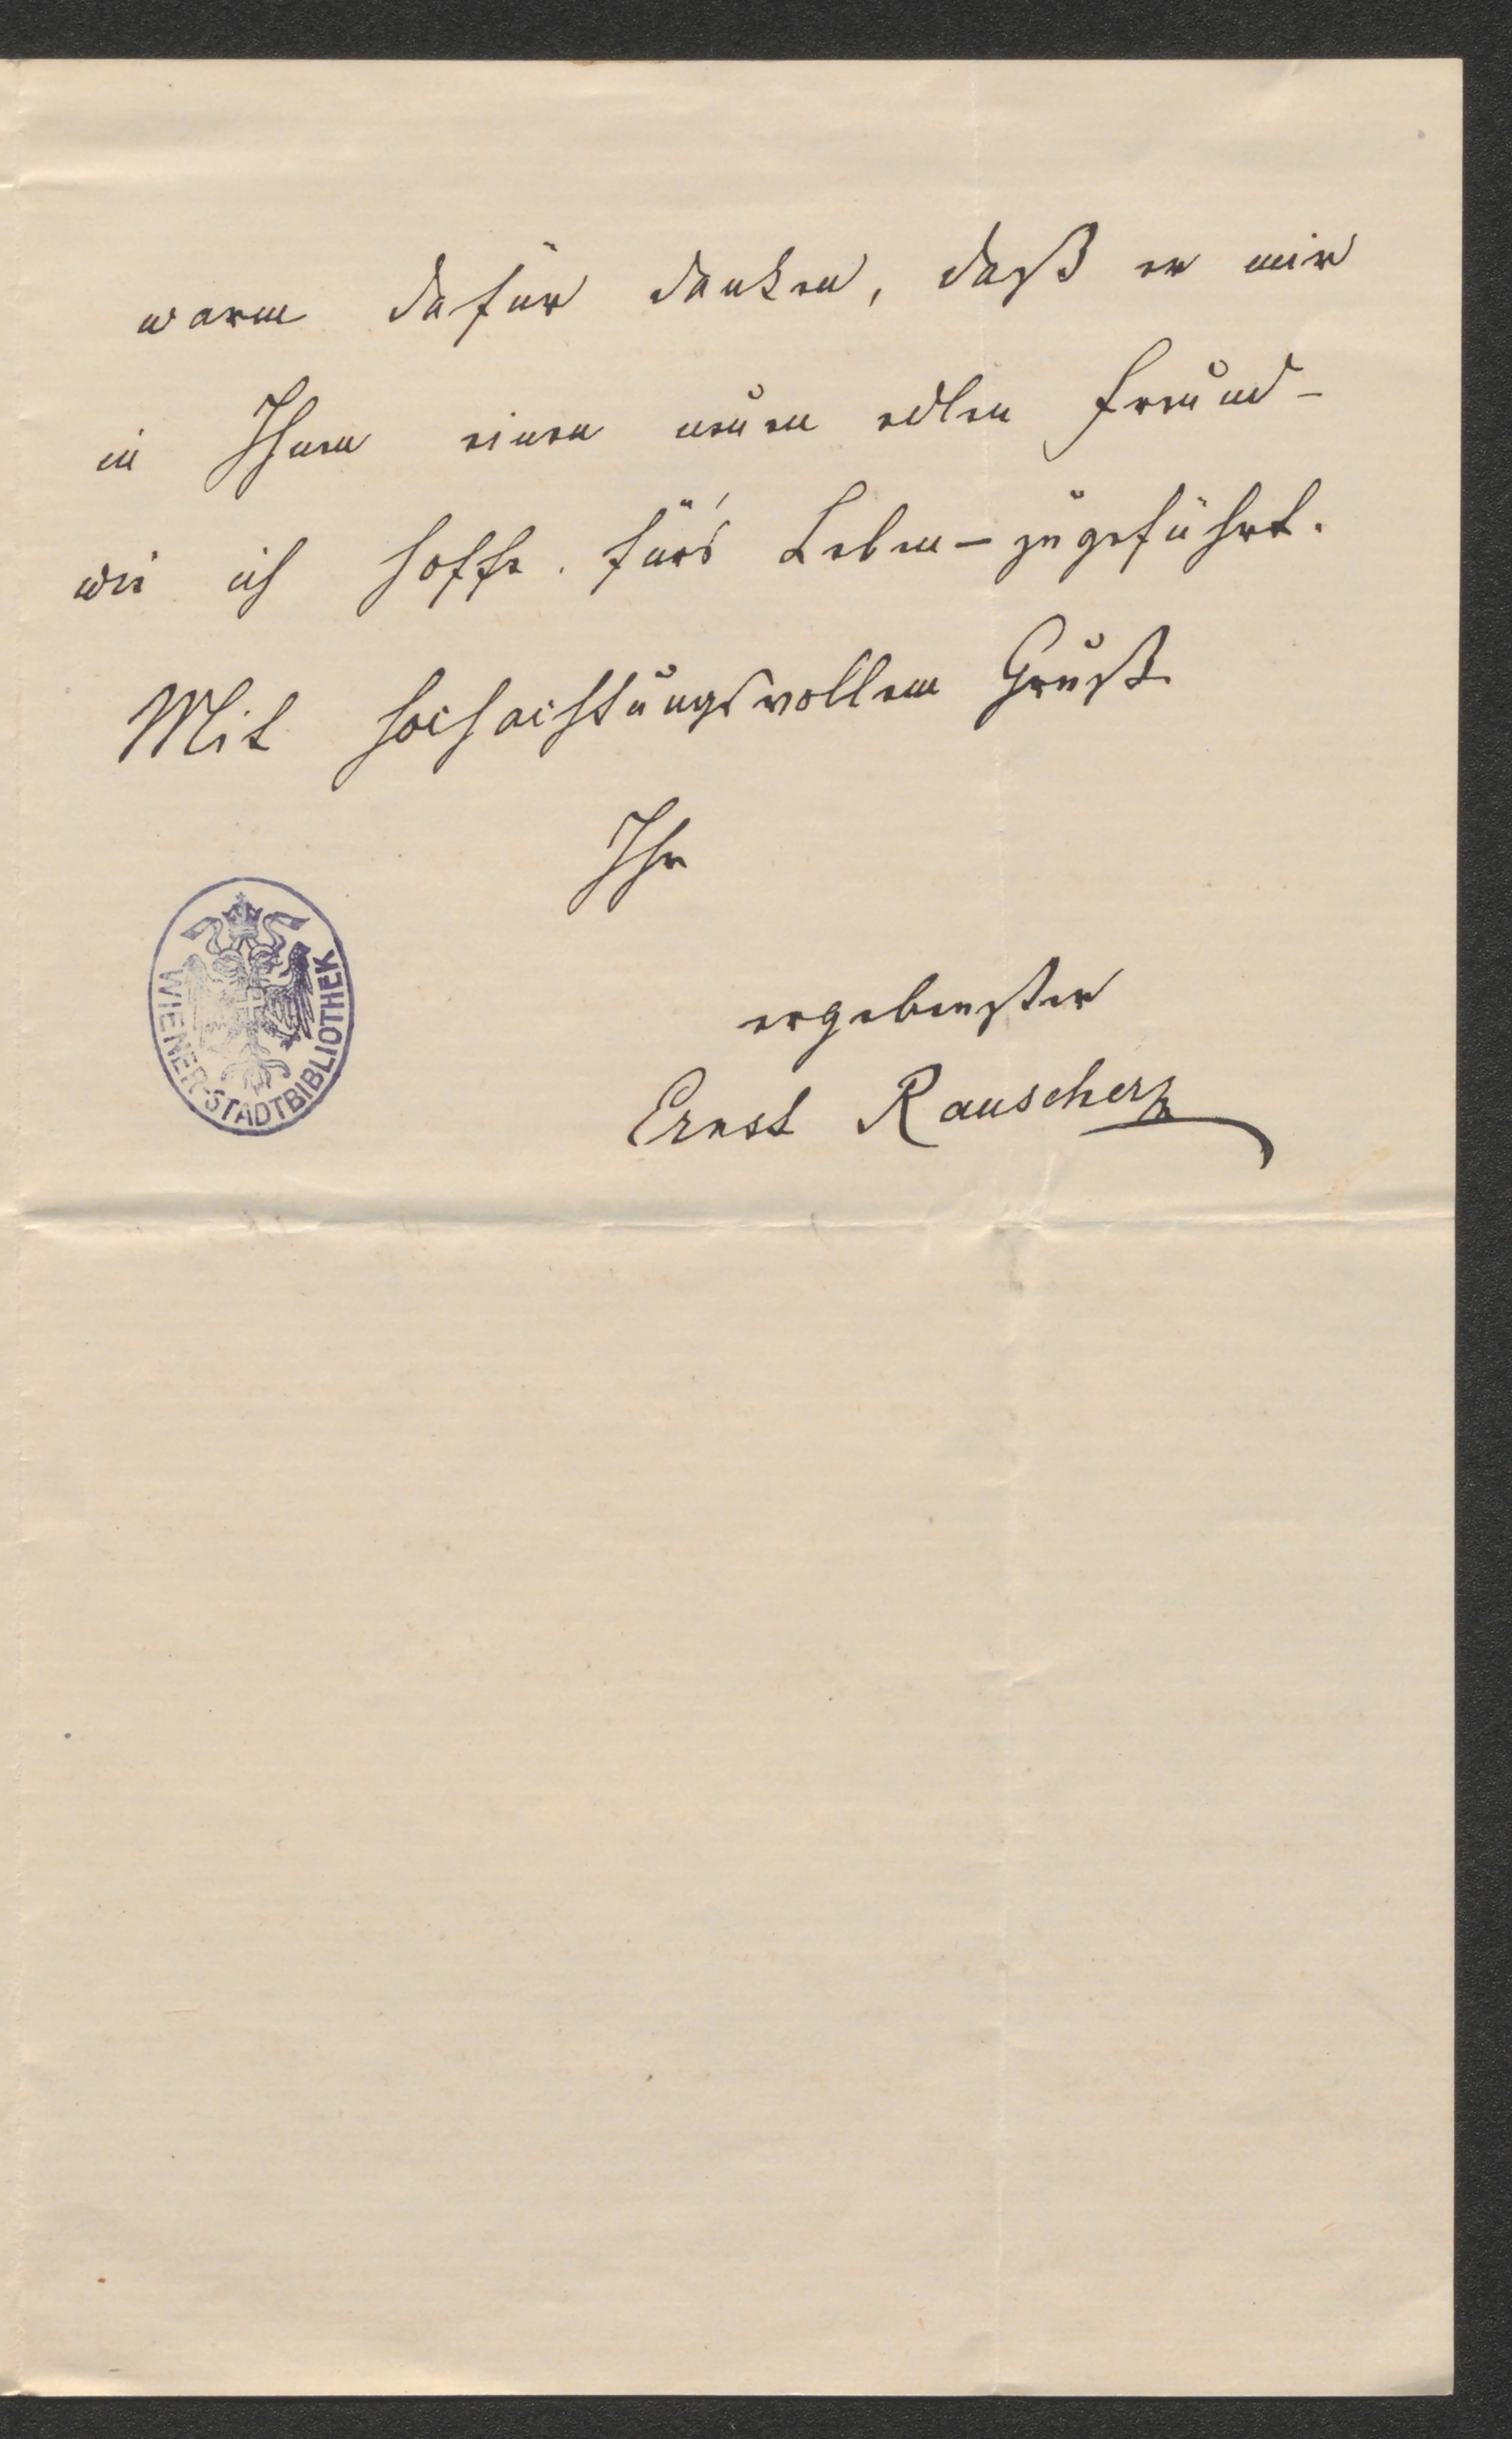 warm dafür danken, daß er mir
in Ihnen einen neuen edlen Freund –
wie ich hoffe. für's Leben – zugeführt.
Mit hochachtungsvollem Gruß
Ihr
WIENER-STADTBIBLIOTHEK
ergebenster
Ernst Rauscher